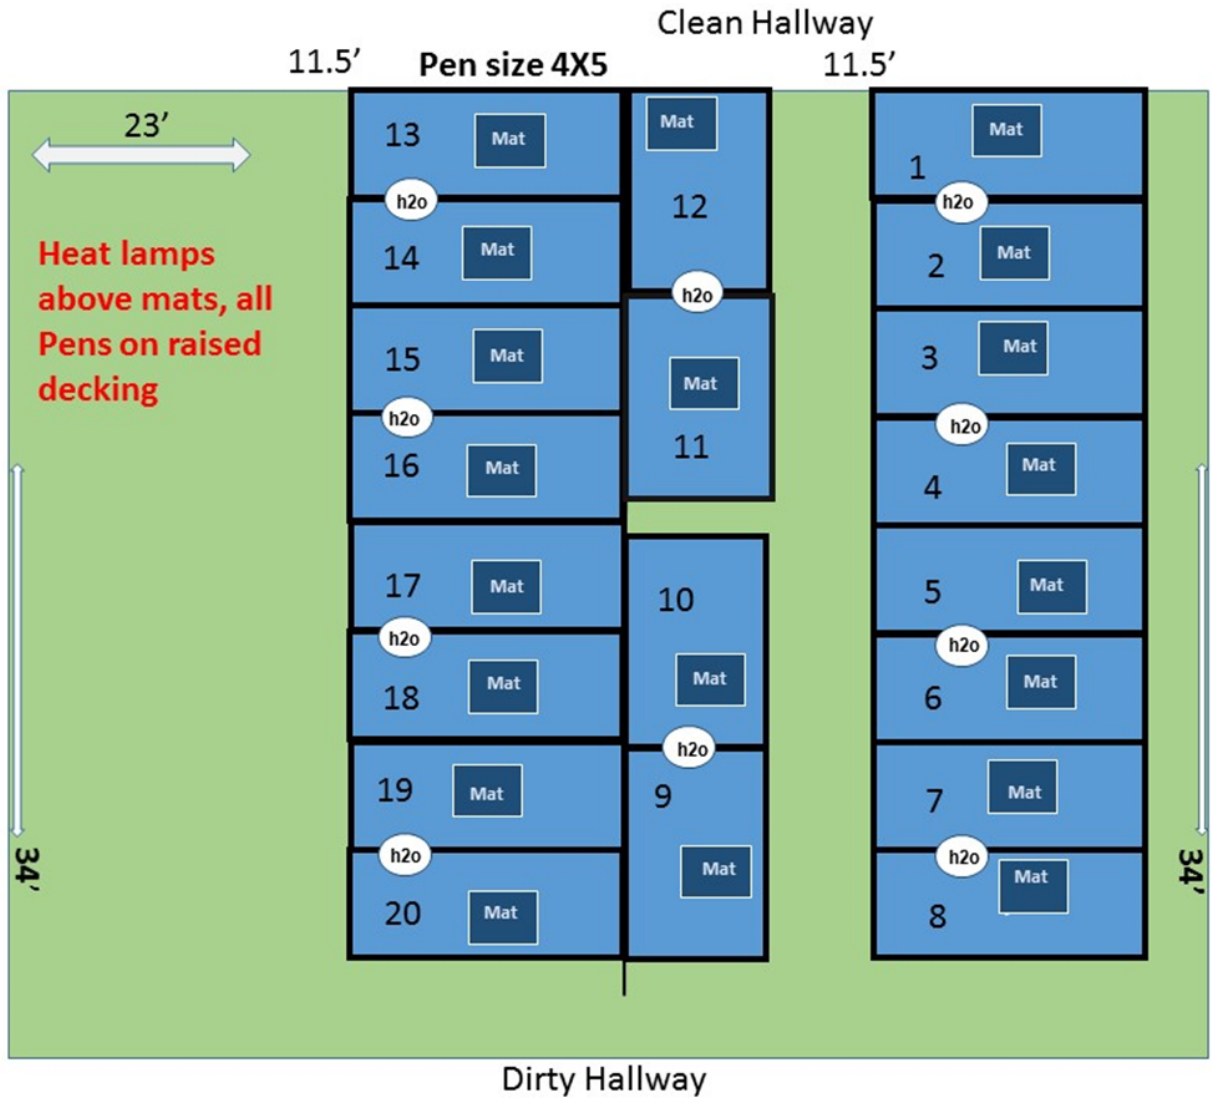 Clean Hallway
11.5’
Pen size 4X5
11.5’
23’
Heat lamps
above mats, all
Pens on raised
decking
34’
13
Mat
h2o
14
Mat
15
Mat
h2o
16
Mat
17
Mat
h2o
18
Mat
19
Mat
h2o
20
Mat
Mat
12
h2o
Mat
11
10
Mat
h2o
9
Mat
Mat
1
h2o
Mat
2
Mat
3
h2o
Mat
4
Mat
5
h2o
Mat
6
Mat
7
h2o
Mat
8
34’
Dirty Hallway